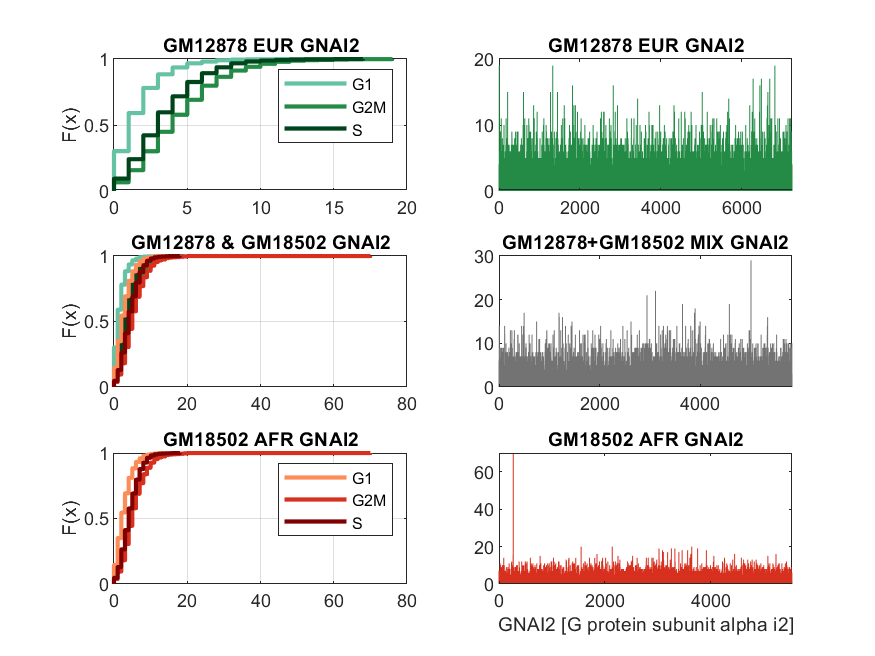 GM12878 EUR GNAI2
F(x)
1
0.5
0
0 5 10 15 20
G1
G2M
S
GM12878 EUR GNAI2
20
10
0
0 2000 4000 6000
GM12878 & GM18502 GNAI2
F(x)
1
0.5
0
0 20 40 60 80
GM12878+GM18502 MIX GNAI2
30
20
10
0
0 2000 4000
GM18502 AFR GNAI2
F(x)
1
0.5
0
0 20 40 60 80
G1
G2M
S
GM18502 AFR GNAI2
60
40
20
0
0 2000 4000
GNAI2 [G protein subunit alpha i2]